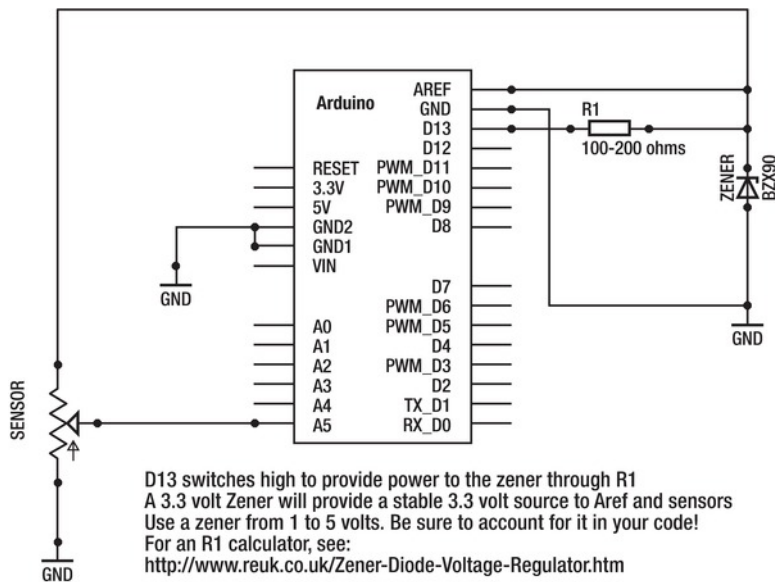 Arduino
AREF
GND
D13
D12
PWM_D11
PWM_D10
PWM_D9
D8
D7
PWM_D6
PWM_D5
D4
PWM_D3
D2
TX_D1
RX_D0
RESET
3.3V
5V
GND2
GND1
VIN
A0
A1
A2
A3
A4
A5
R1
100-200 ohms
ZENER
BZX90
GND
GND
SENSOR
GND
D13 switches high to provide power to the zener through R1
A 3.3 volt Zener will provide a stable 3.3 volt source to Aref and sensors
Use a zener from 1 to 5 volts. Be sure to account for it in your code!
For an R1 calculator, see:
http://www.reuk.co.uk/Zener-Diode-Voltage-Regulator.htm